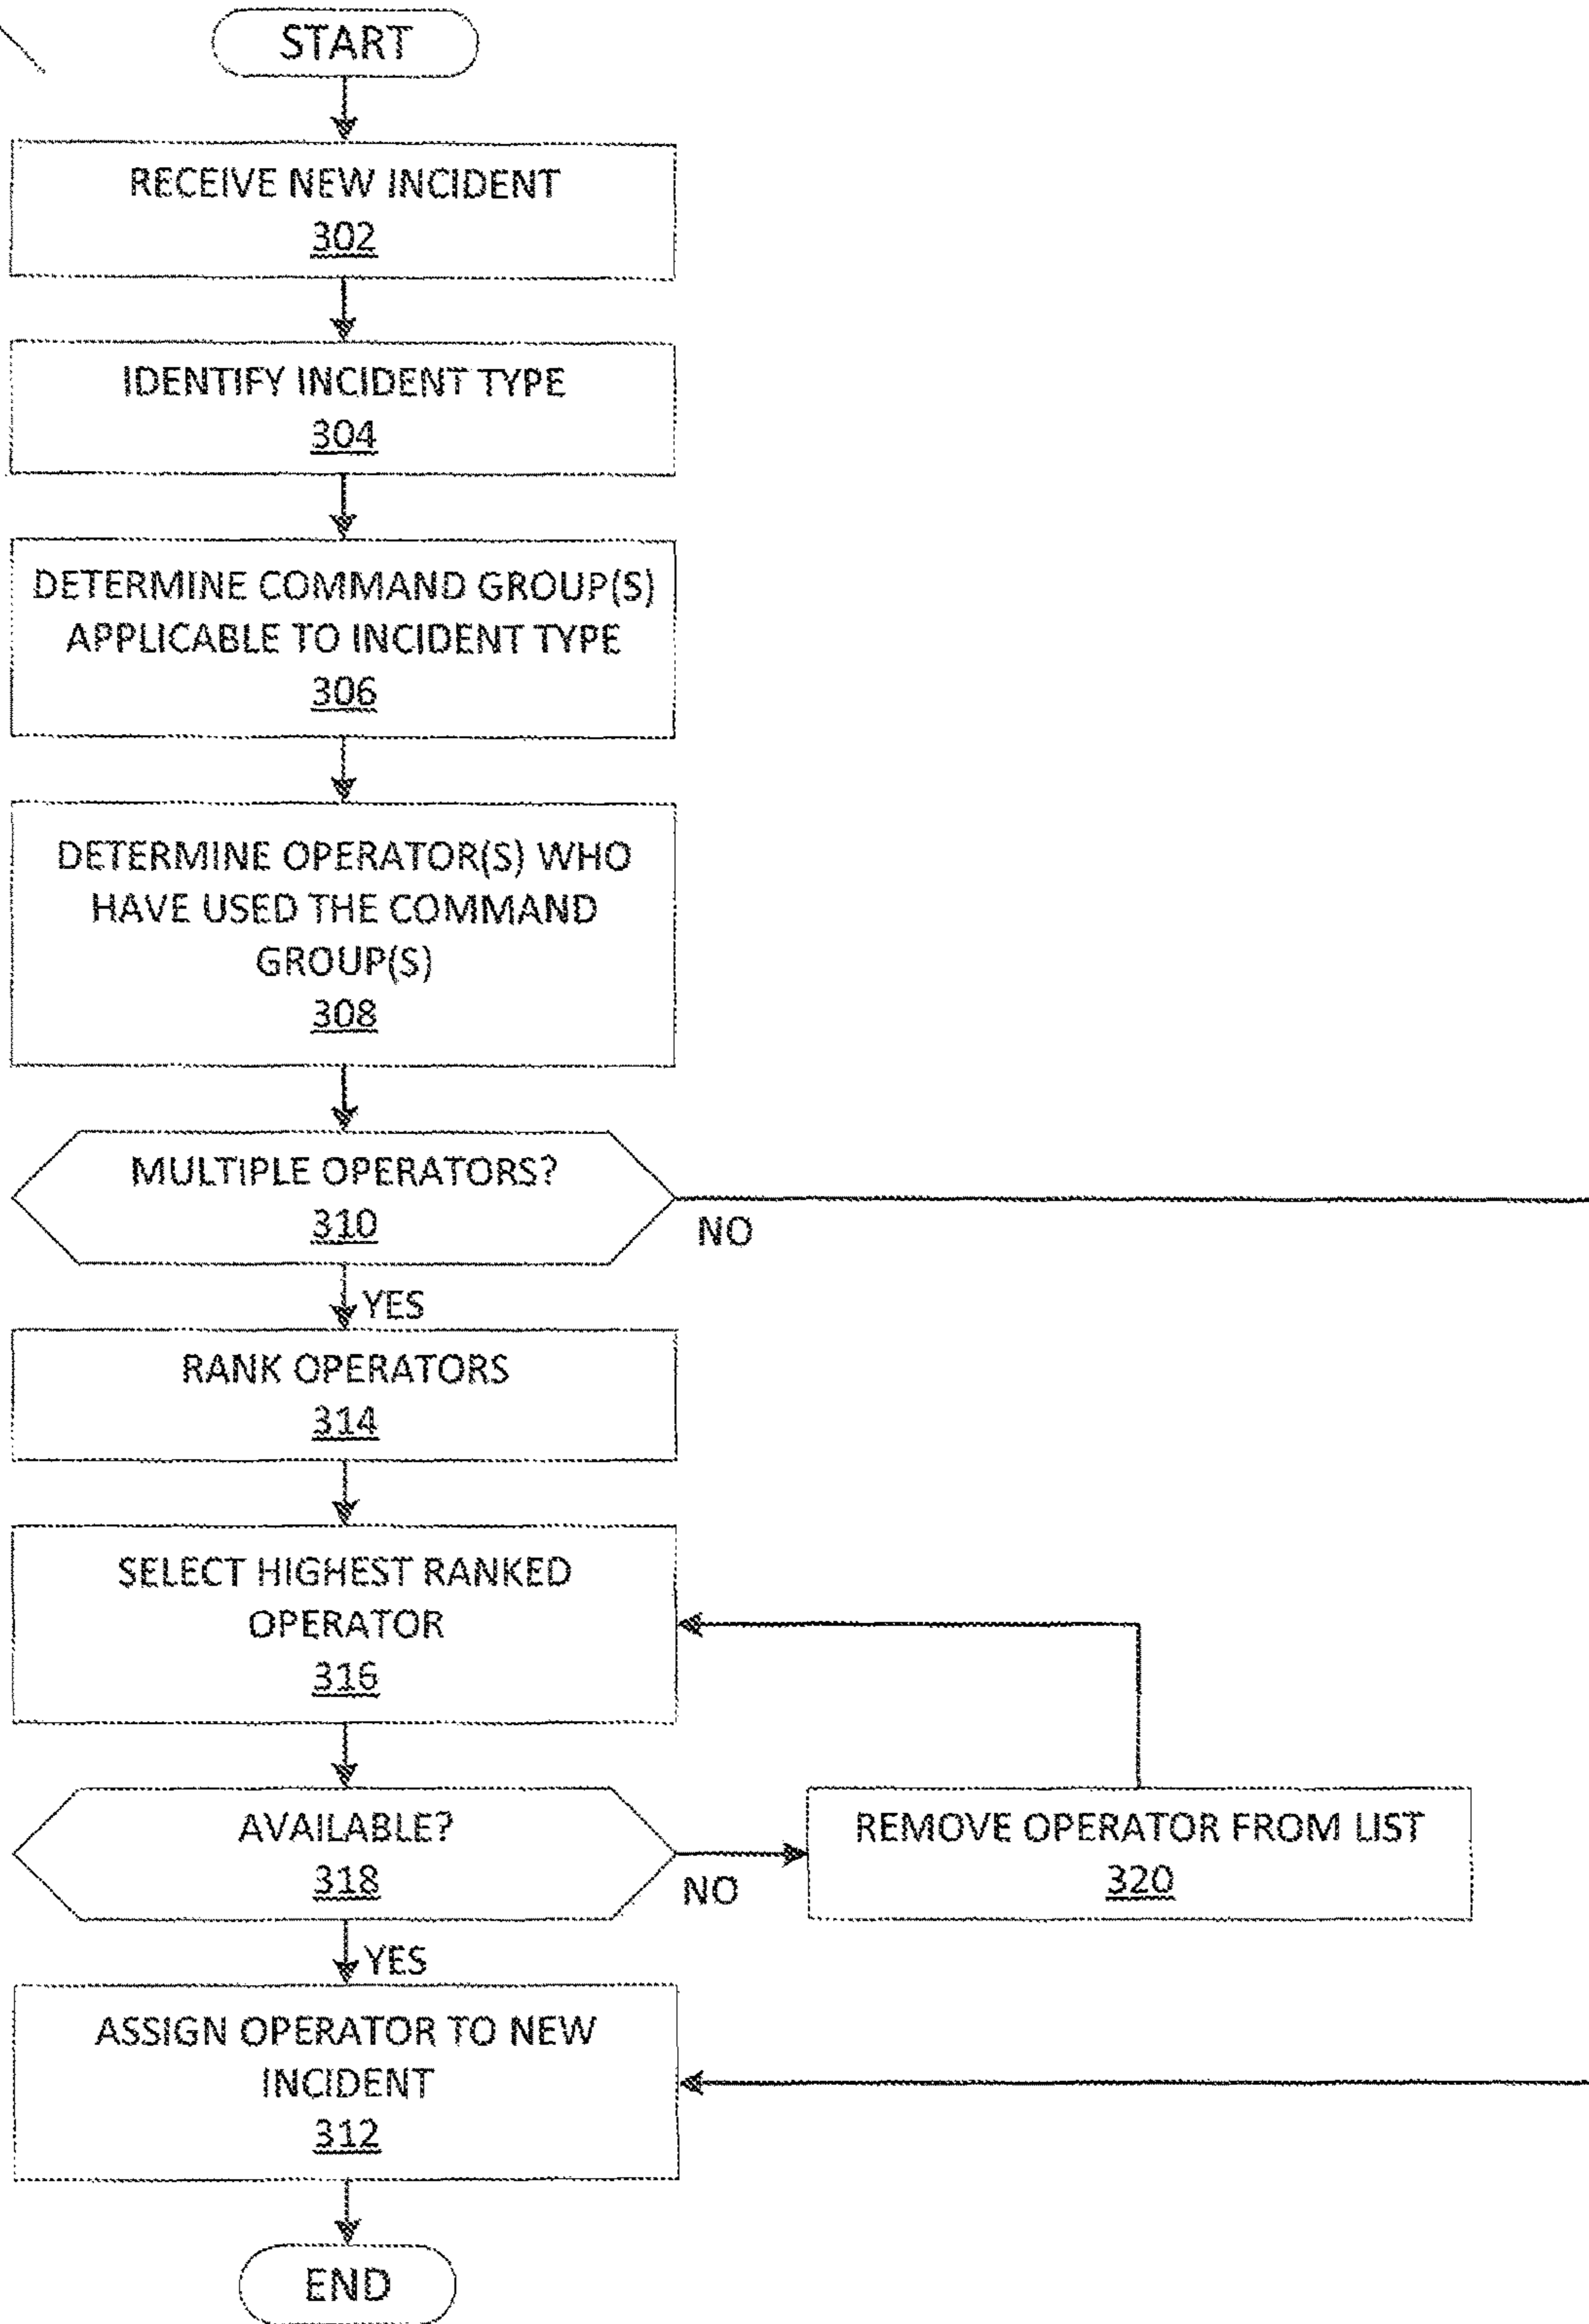 START
RECEIVE NEW INCIDENT
302
IDENTIFY INCIDENT TYPE
304
DETERMINE COMMAND GROUP(S)
APPLICABLE TO INCIDENT TYPE
306
DETERMINE OPERATOR(S) WHO
HAVE USED THE COMMAND
GROUP(S)
308
MULTIPLE OPERATORS?
310
NO
YES
RANK OPERATORS
314
SELECT HIGHEST RANKED
OPERATOR
316
AVAILABLE?
318
NO
REMOVE OPERATOR FROM LIST
320
YES
ASSIGN OPERATOR TO NEW
INCIDENT
312
END